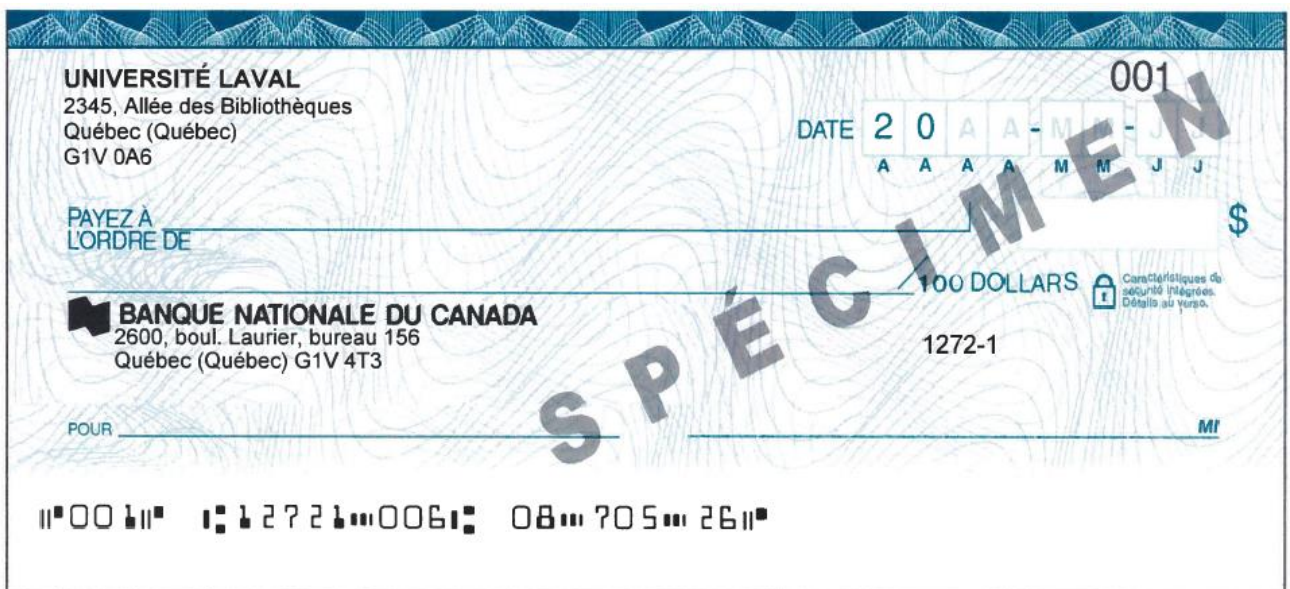 UNIVERSITÉ LAVAL
2345, Allée des Bibliothèques
Québec (Québec)
G1V 0A6
001
DATE 2 0 A A - M M - J J
A A A A M M J J
PAYEZ À
L'ORDRE DE
$
/100 DOLLARS
Caractéristiques de
sécurité intégrées.
Détails au verso.
BANQUE NATIONALE DU CANADA
2600, boul. Laurier, bureau 156
Québec (Québec) G1V 4T3
1272-1
SPÉCIMEN
POUR
⑈001⑈ ⑆12721⑉006⑆ 08⑉705⑉26⑈